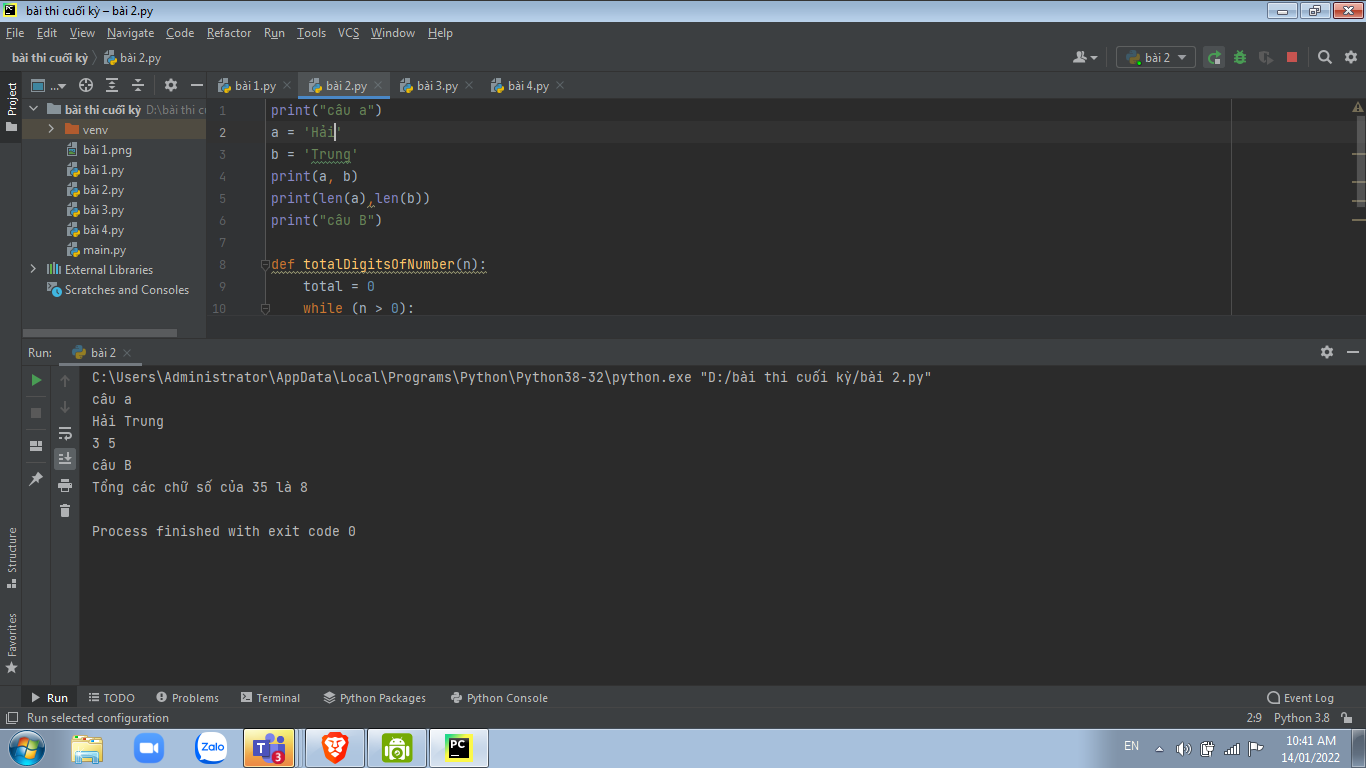 bài thi cuối kỳ – bài 2.py
File Edit View Navigate Code Refactor Run Tools VCS Window Help
bài thi cuối kỳ bài 2.py
bài 2
Project
...
bài 1.py bài 2.py bài 3.py bài 4.py
bài thi cuối kỳ D:\bài thi c
venv
bài 1.png
bài 1.py
bài 2.py
bài 3.py
bài 4.py
main.py
External Libraries
Scratches and Consoles
1 print("câu a")
2 a = 'Hải'
3 b = 'Trung'
4 print(a, b)
5 print(len(a),len(b))
6 print("câu B")
7
8 def totalDigitsOfNumber(n):
9 total = 0
10 while (n > 0):
Run: bài 2
C:\Users\Administrator\AppData\Local\Programs\Python\Python38-32\python.exe "D:/bài thi cuối kỳ/bài 2.py"
câu a
Hải Trung
3 5
câu B
Tổng các chữ số của 35 là 8
Process finished with exit code 0
Structure
Favorites
Run TODO Problems Terminal Python Packages Python Console Event Log
Run selected configuration 2:9 Python 3.8
Zalo
3
PC
EN
10:41 AM
14/01/2022